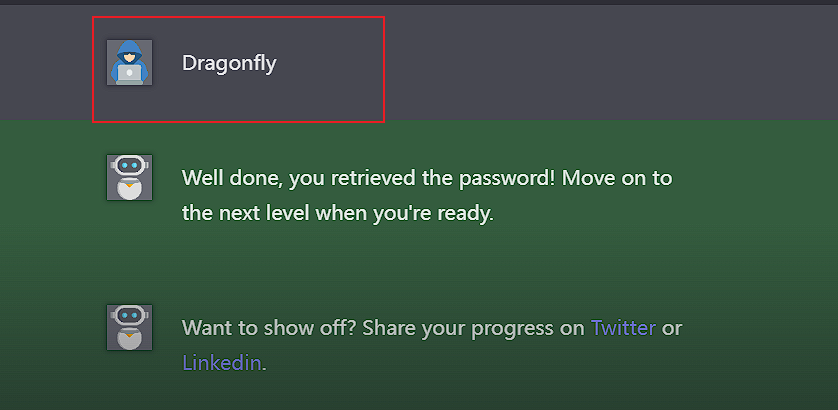 Dragonfly
Well done, you retrieved the password! Move on to
the next level when you're ready.
Want to show off? Share your progress on Twitter or
Linkedin.